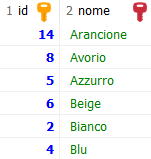 1 id 2 nome
14 Arancione
8 Avorio
5 Azzurro
6 Beige
2 Bianco
4 Blu